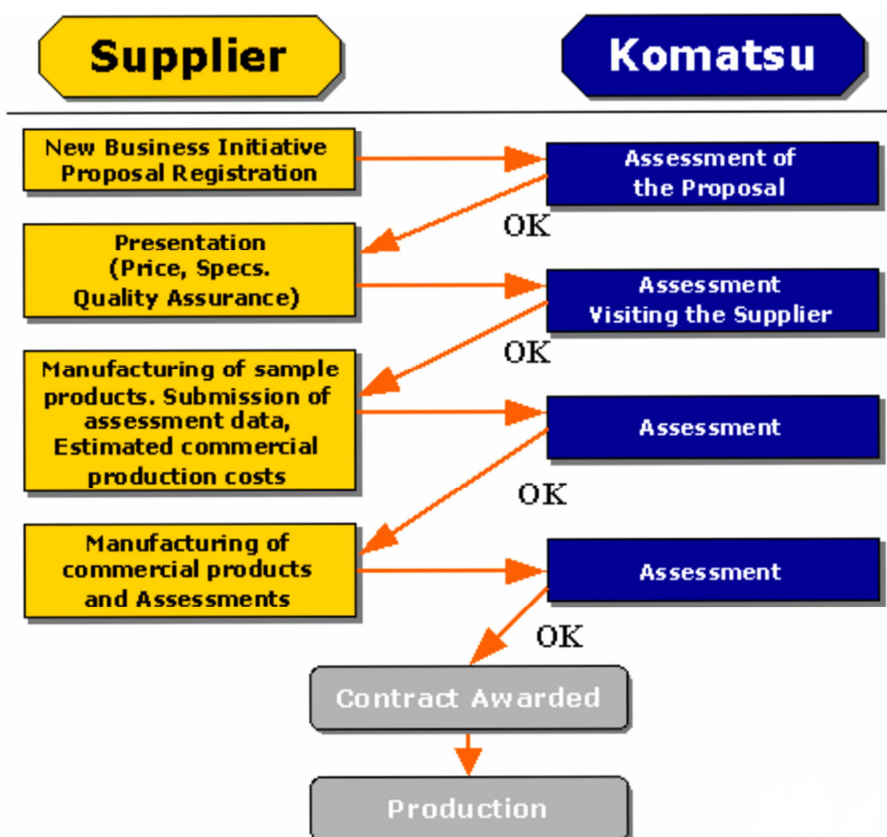 Supplier
Komatsu
New Business Initiative
Proposal Registration
Assessment of
the Proposal
OK
Presentation
(Price, Specs.
Quality Assurance)
Assessment
Visiting the Supplier
OK
Manufacturing of sample
products. Submission of
assessment data,
Estimated commercial
production costs
Assessment
OK
Manufacturing of
commercial products
and Assessments
Assessment
OK
Contract Awarded
Production